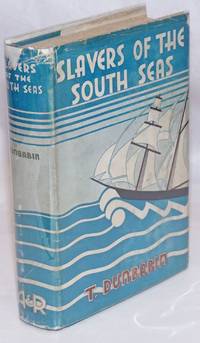 SLAVERS
OF THE
SOUTH SEAS
DUNBABIN
A&R
SLAVERS OF THE
SOUTH SEAS
T. DUNBABIN